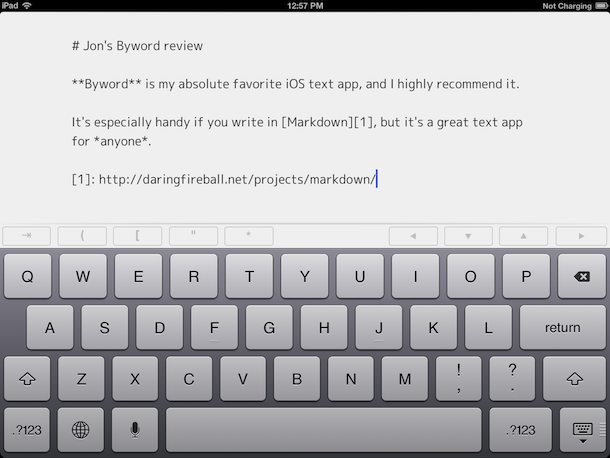 iPad 12:57 PM Not Charging
# Jon's Byword review
**Byword** is my absolute favorite iOS text app, and I highly recommend it.
It's especially handy if you write in [Markdown][1], but it's a great text app
for *anyone*.
[1]: http://daringfireball.net/projects/markdown/
( [ " *
Q W E R T Y U I O P
A S D F G H J K L return
Z X C V B N M ! , ? .
.?123 .?123